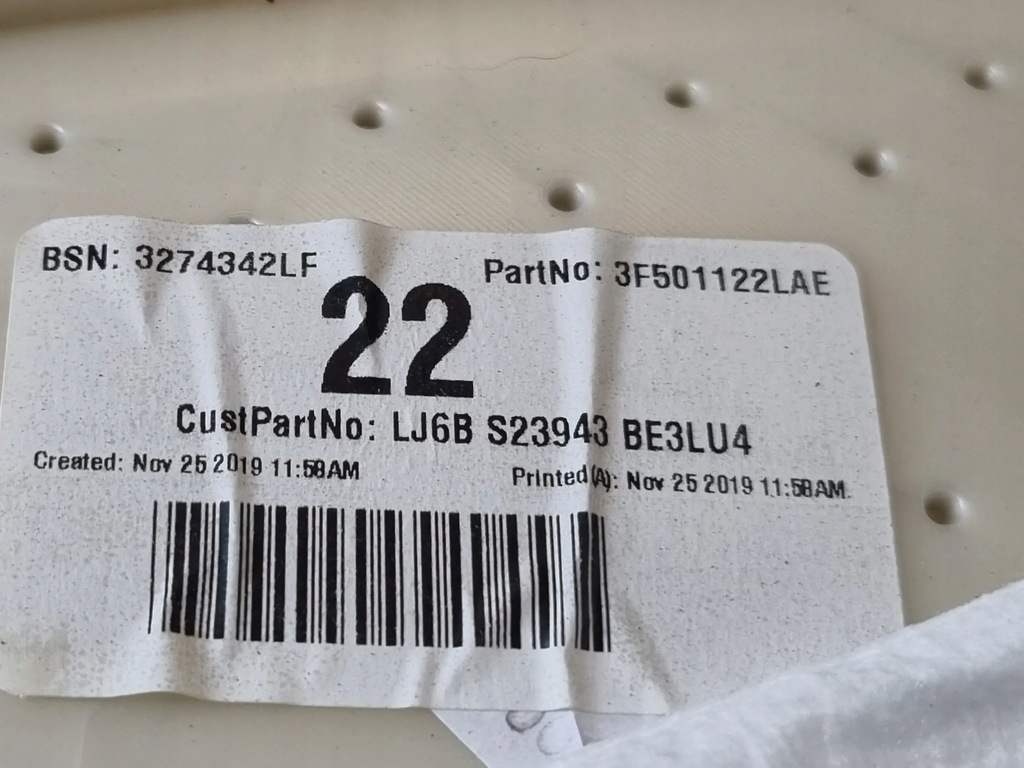 BSN: 3274342LF PartNo: 3F501122LAE
22
CustPartNo: LJ6B S23943 BE3LU4
Created: Nov 25 2019 11:58AM Printed(A): Nov 25 2019 11:58AM